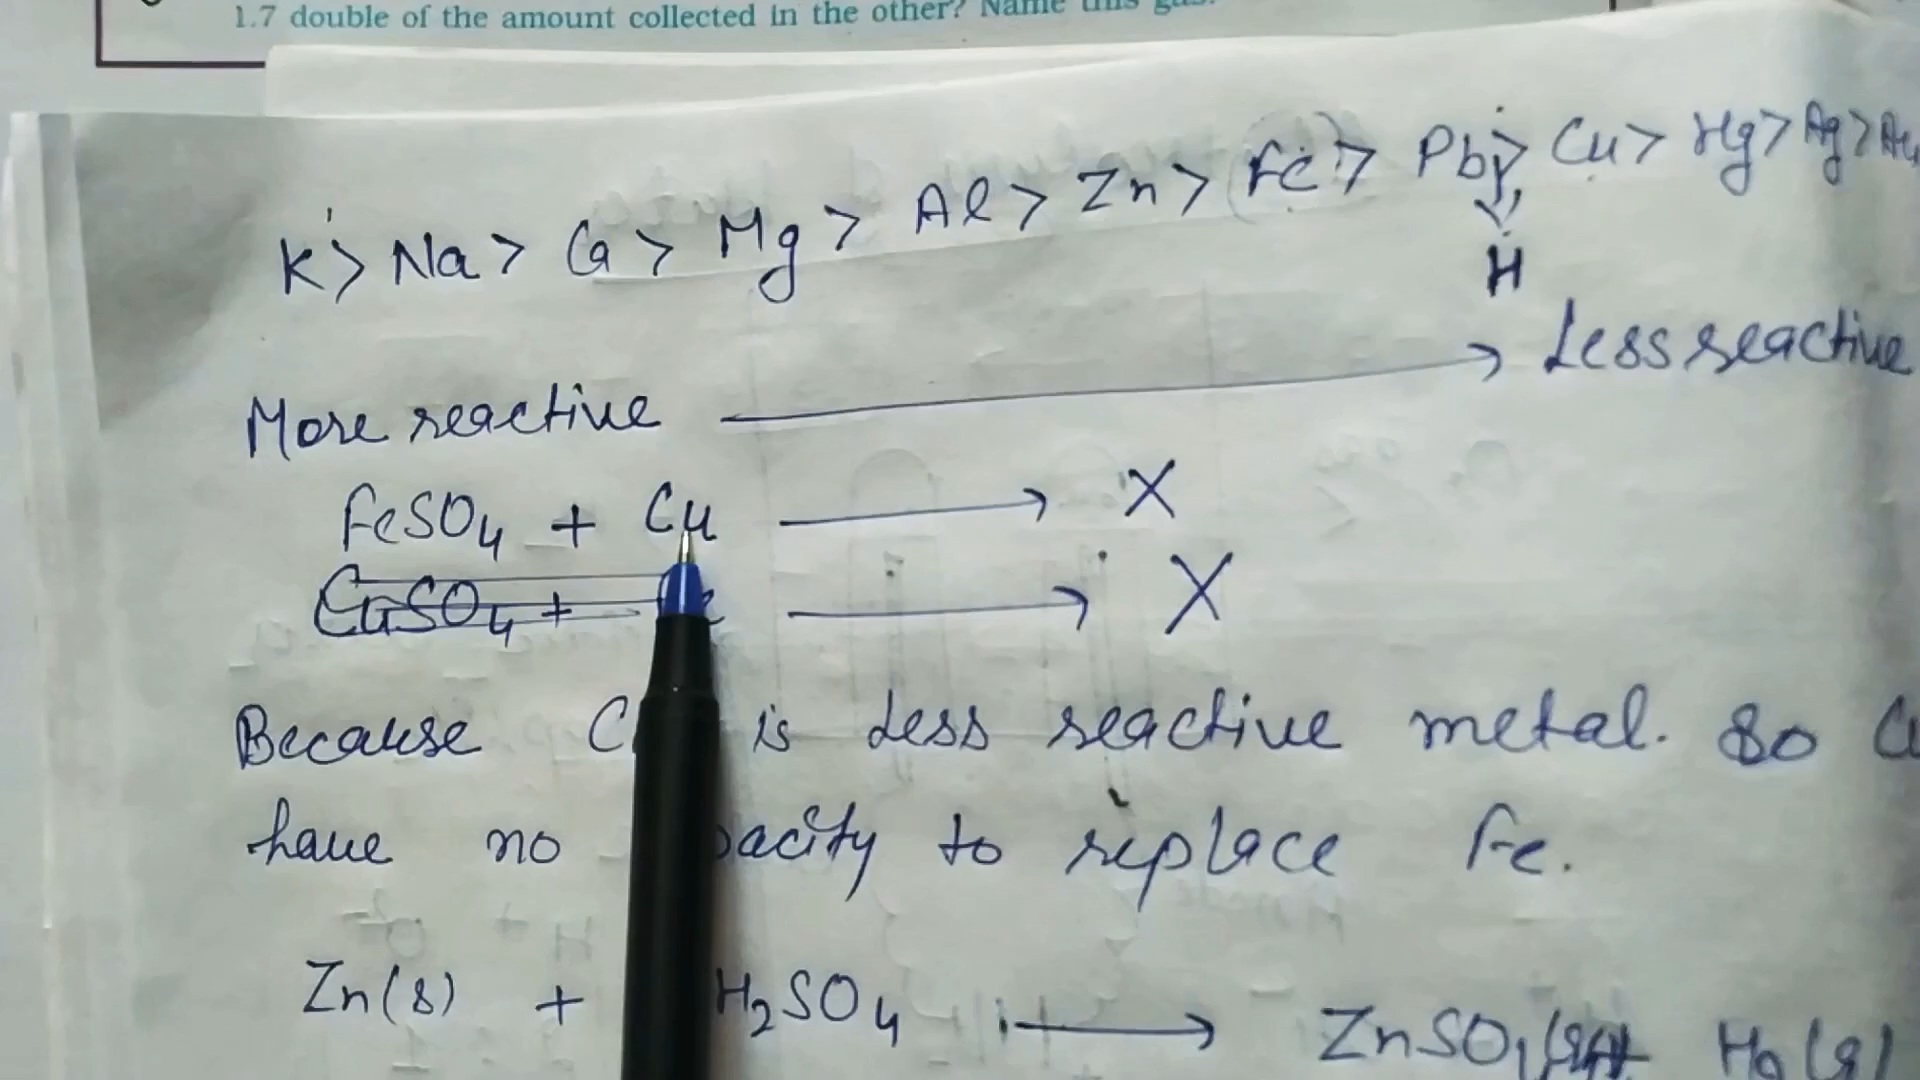 1.7 double of the amount collected in the other? Name this gas.
K > Na > Ca > Mg > Al > Zn > Fe > Pb > Cu > Hg > Ag > Au
H
More reactive → Less reactive
FeSO4 + Cu → X
CuSO4 + → X
Because is Less reactive metal. So
have no to replace Fe.
Zn(s) + H2SO4 →